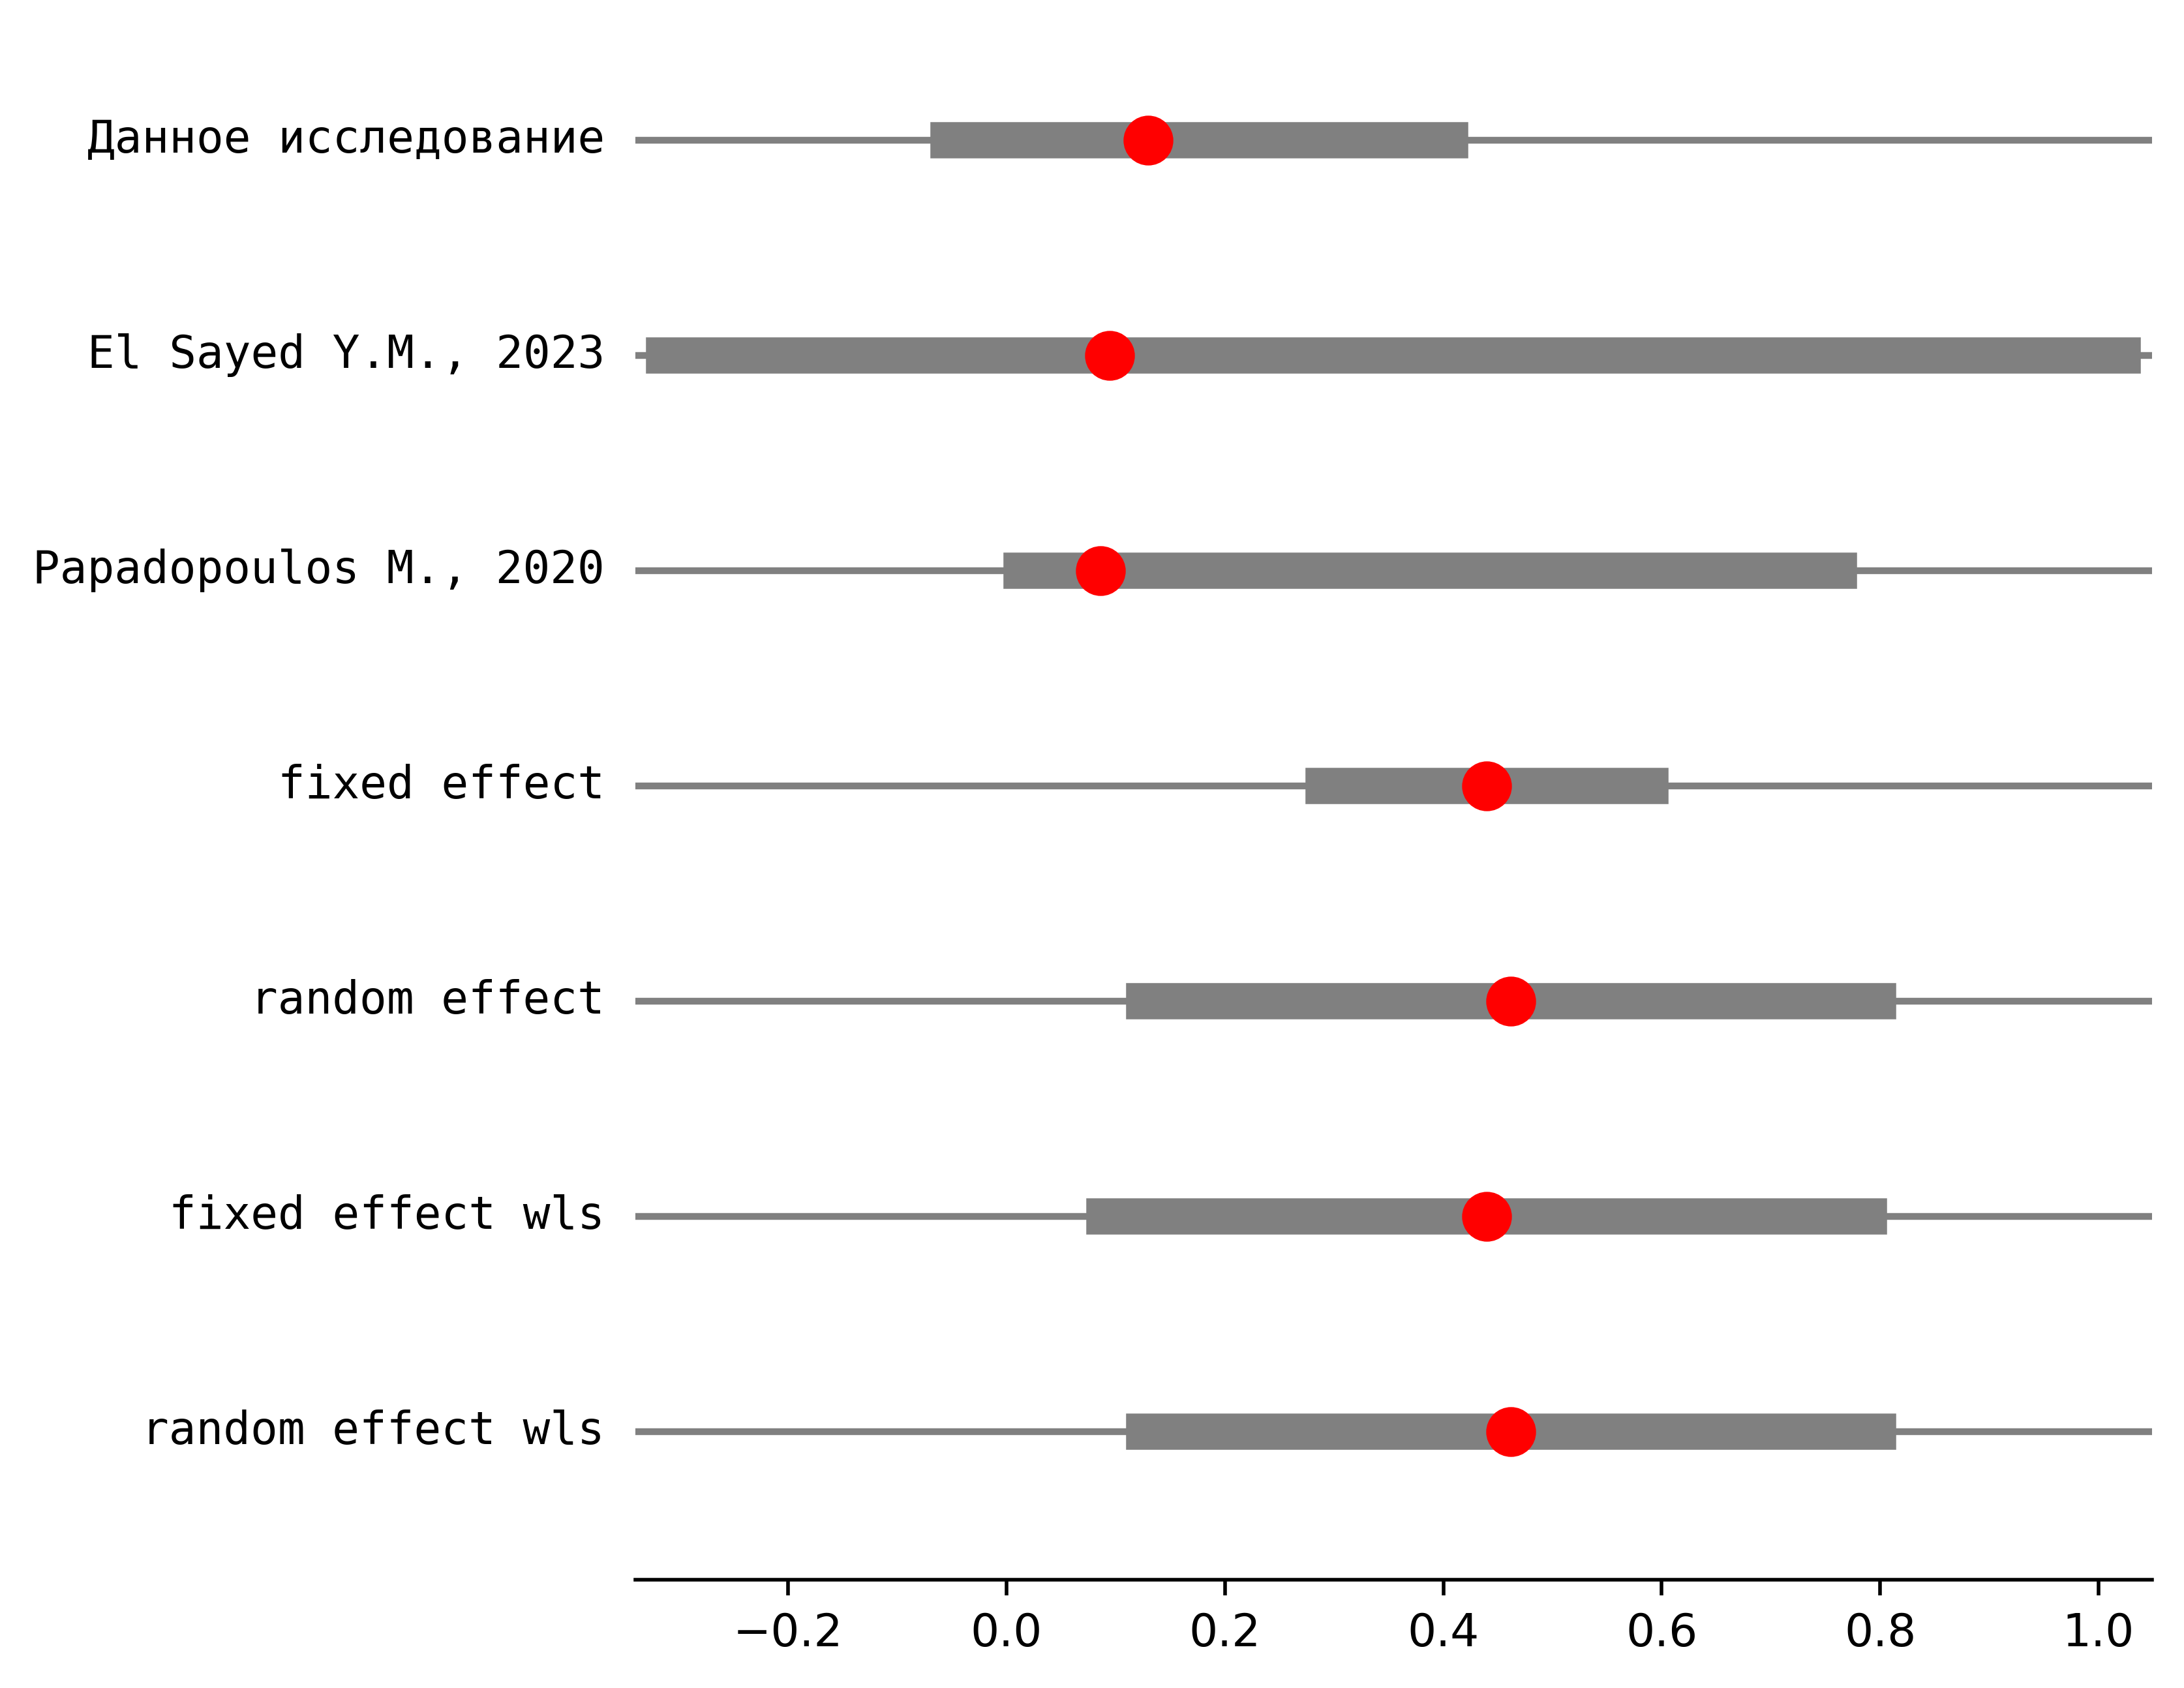 Данное исследование
El Sayed Y.M., 2023
Papadopoulos M., 2020
fixed effect
random effect
fixed effect wls
random effect wls
−0.2 0.0 0.2 0.4 0.6 0.8 1.0